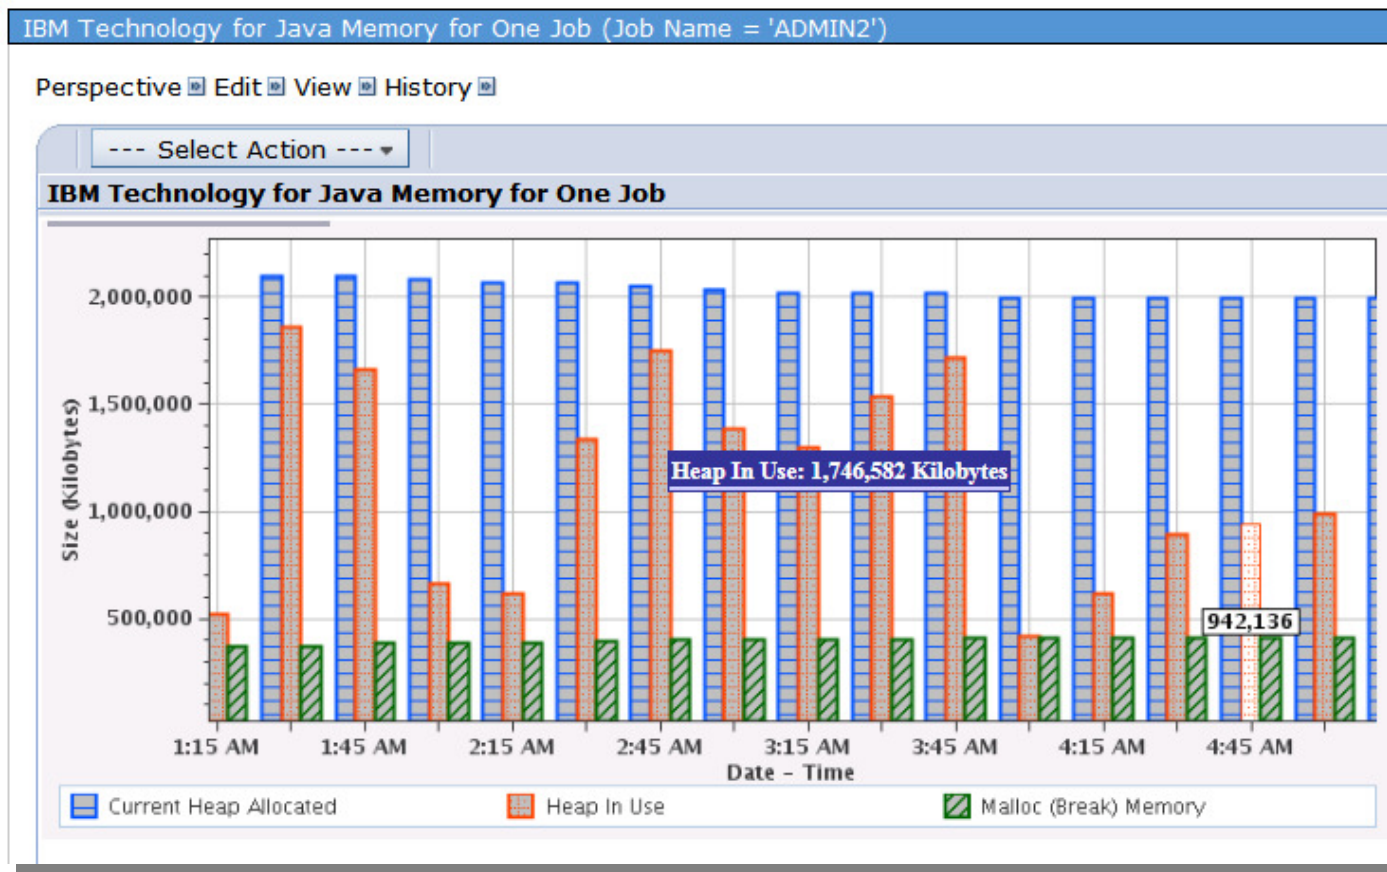 IBM Technology for Java Memory for One Job (Job Name = 'ADMIN2')
Perspective Edit View History
--- Select Action ---
IBM Technology for Java Memory for One Job
Size (Kilobytes)
2,000,000
1,500,000
1,000,000
500,000
Heap In Use: 1,746,582 Kilobytes
942,136
1:15 AM 1:45 AM 2:15 AM 2:45 AM 3:15 AM 3:45 AM 4:15 AM 4:45 AM
Date - Time
Current Heap Allocated Heap In Use Malloc (Break) Memory